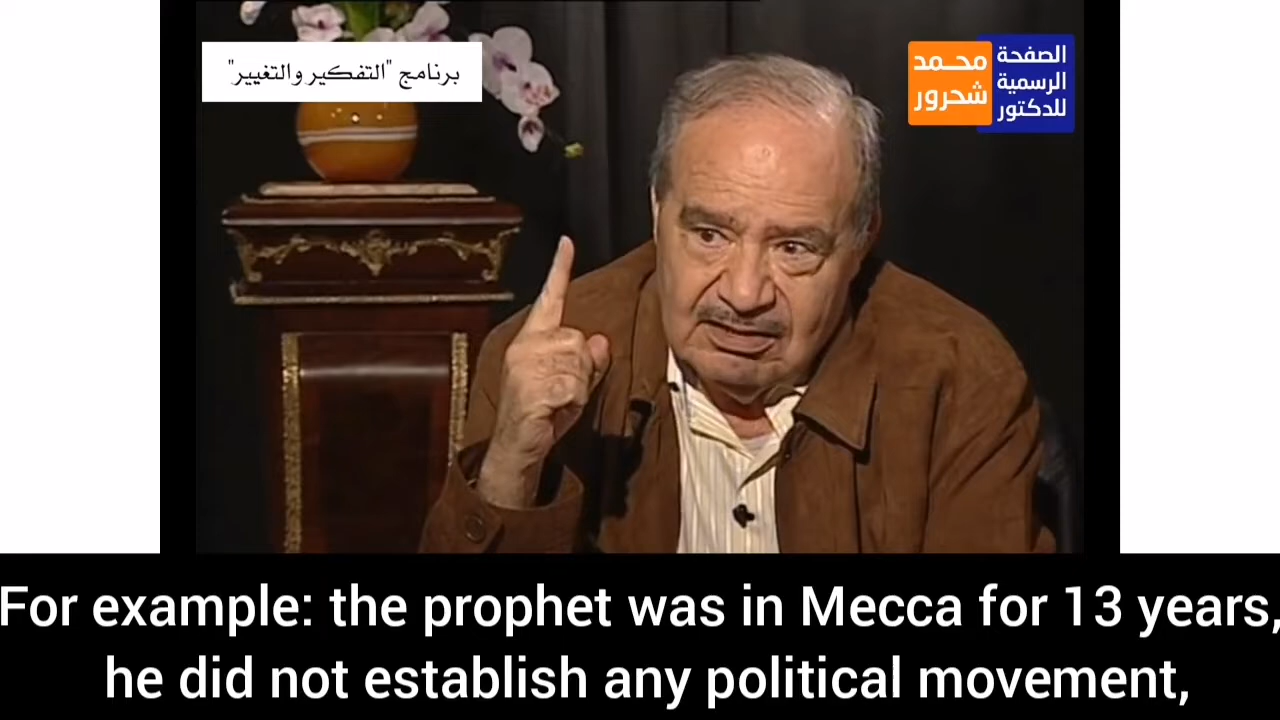 برنامج "التفكير والتغيير"
الصفحة
الرسمية
للدكتور
محمد
شحرور
For example: the prophet was in Mecca for 13 years,
he did not establish any political movement,